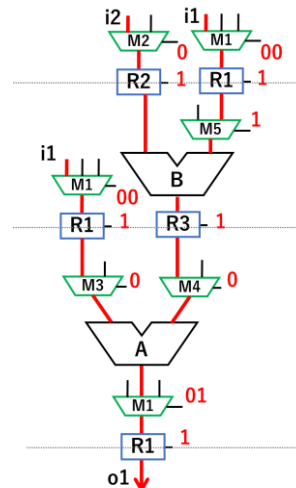 i2 i1
M2 0 M1 00
R2 1 R1 1
M5 1
B
i1
M1 00
R1 1 R3 1
M3 0 M4 0
A
M1 01
R1 1
o1